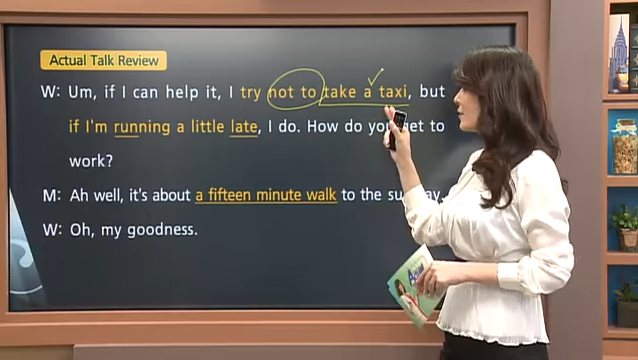 Actual Talk Review
W: Um, if I can help it, I try not to take a taxi, but
if I'm running a little late, I do. How do you get to
work?
M: Ah well, it's about a fifteen minute walk to the
W: Oh, my goodness.